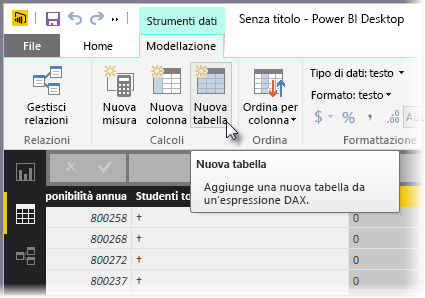 Strumenti dati
Senza titolo - Power BI Desktop
File
Home
Modellazione
Gestisci
relazioni
Nuova
misura
Nuova
colonna
Nuova
tabella
Ordina per
colonna
Tipo di dati: testo
Formato: testo
$ % , .00
Relazioni
Calcoli
Ordina
Formattazione
Nuova tabella
Aggiunge una nuova tabella da
un'espressione DAX.
ponibilità annua
Studenti to
800258 † 0
800268 † 0
800272 † 0
800237 † 0